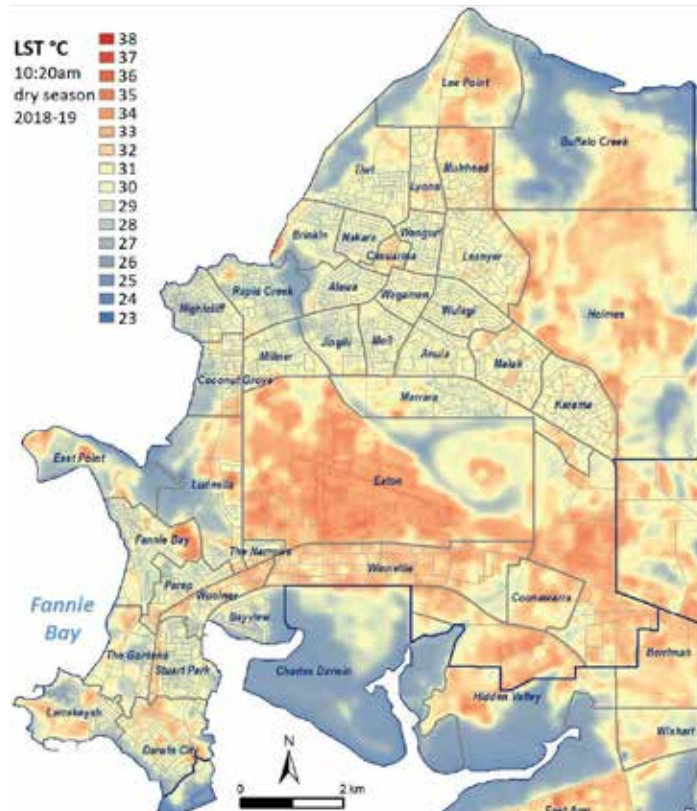 LST °C
10:20am
dry season
2018-19
38
37
36
35
34
33
32
31
30
29
28
27
26
25
24
23
Lee Point
Buffalo Creek
Tiwi
Lyons
Muirhead
Brinkin
Nakara
Wanguri
Casuarina
Leanyer
Rapid Creek
Alawa
Wagaman
Nightcliff
Wulagi
Holmes
Millner
Jingili
Moil
Anula
Malak
Coconut Grove
Marrara
Karama
East Point
Ludmilla
Eaton
Fannie Bay
The Narrows
Winnellie
Parap
Woolner
Coonawarra
Fannie
Bay
Bayview
The Gardens
Stuart Park
Charles Darwin
Berrimah
Hidden Valley
Larrakeyah
Wishart
Darwin City
N
0
2 km
East Arm